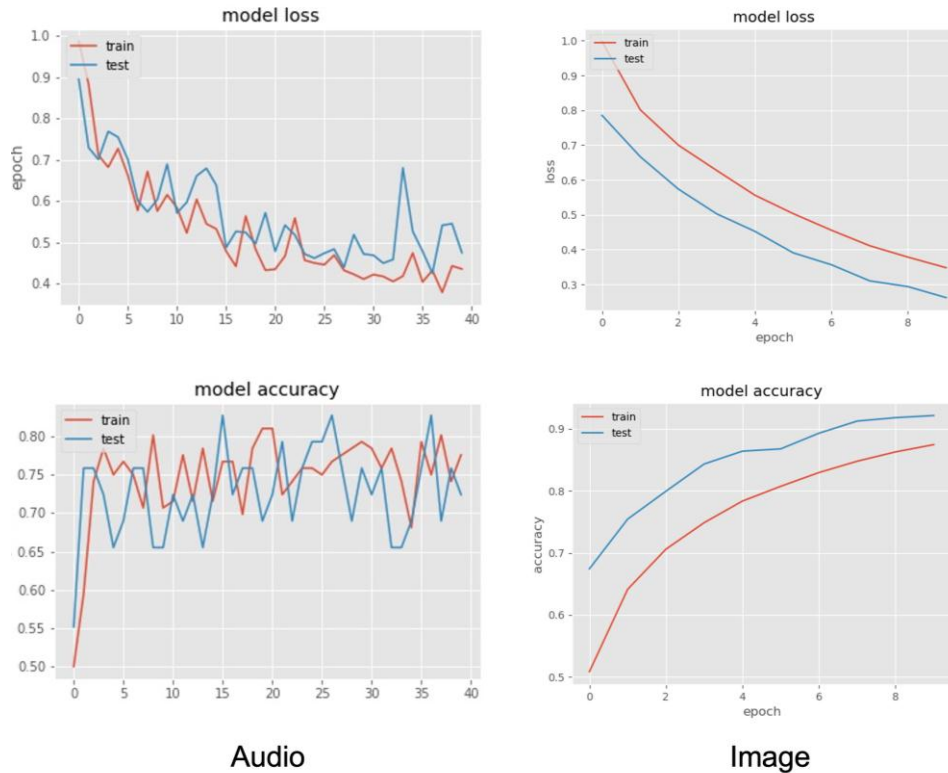 model loss
train
test
epoch
1.0
0.9
0.8
0.7
0.6
0.5
0.4
0 5 10 15 20 25 30 35 40
model loss
train
test
loss
1.0
0.9
0.8
0.7
0.6
0.5
0.4
0.3
0 2 4 6 8
epoch
model accuracy
train
test
0.80
0.75
0.70
0.65
0.60
0.55
0.50
0 5 10 15 20 25 30 35 40
model accuracy
train
test
accuracy
0.9
0.8
0.7
0.6
0.5
0 2 4 6 8
epoch
Audio
Image